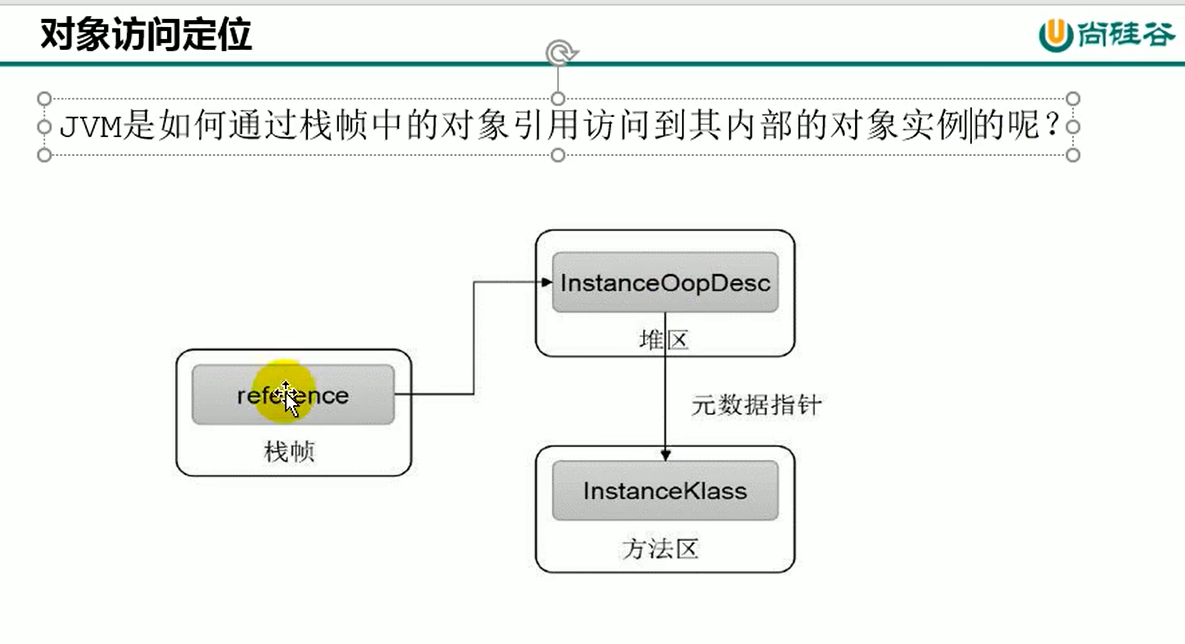 对象访问定位
尚硅谷
JVM是如何通过栈帧中的对象引用访问到其内部的对象实例的呢？
InstanceOopDesc
堆区
reference
栈帧
元数据指针
InstanceKlass
方法区